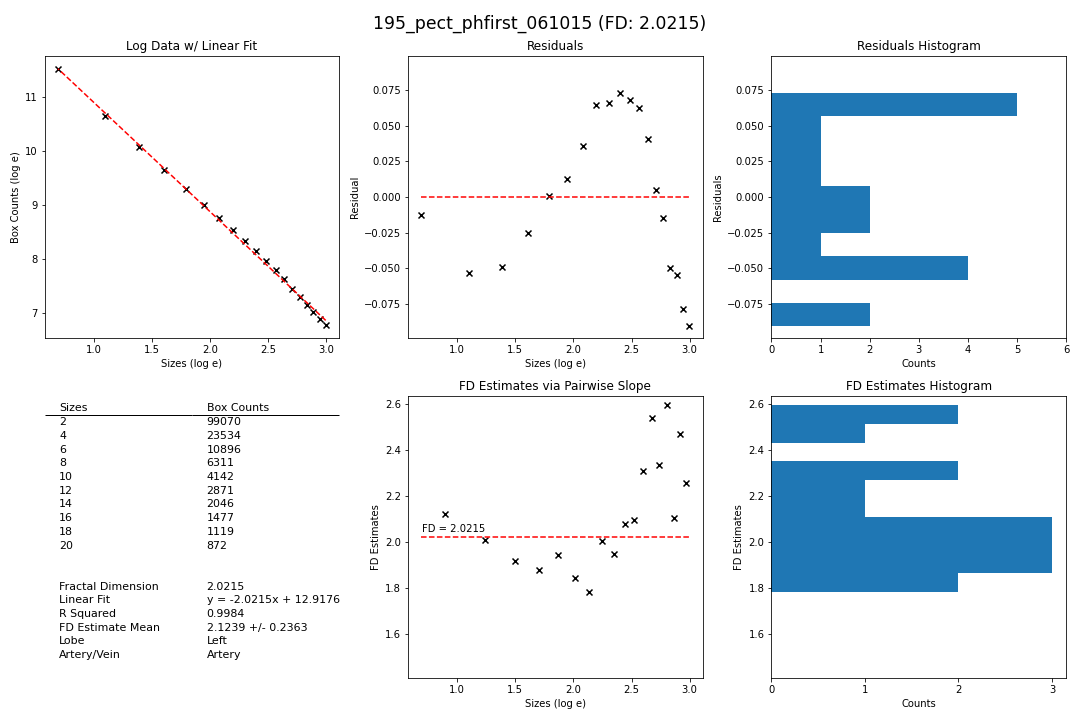 195_pect_phfirst_061015 (FD: 2.0215)
Log Data w/ Linear Fit
Box Counts (log e)
11
10
9
8
7
1.0 1.5 2.0 2.5 3.0
Sizes (log e)
Residuals
Residual
0.075
0.050
0.025
0.000
−0.025
−0.050
−0.075
1.0 1.5 2.0 2.5 3.0
Sizes (log e)
Residuals Histogram
Residuals
0.075
0.050
0.025
0.000
−0.025
−0.050
−0.075
0 1 2 3 4 5 6
Counts
Sizes Box Counts
2 99070
4 23534
6 10896
8 6311
10 4142
12 2871
14 2046
16 1477
18 1119
20 872
Fractal Dimension 2.0215
Linear Fit y = -2.0215x + 12.9176
R Squared 0.9984
FD Estimate Mean 2.1239 +/- 0.2363
Lobe Left
Artery/Vein Artery
FD Estimates via Pairwise Slope
FD Estimates
2.6
2.4
2.2
2.0
1.8
1.6
FD = 2.0215
1.0 1.5 2.0 2.5 3.0
Sizes (log e)
FD Estimates Histogram
FD Estimates
2.6
2.4
2.2
2.0
1.8
1.6
0 1 2 3
Counts